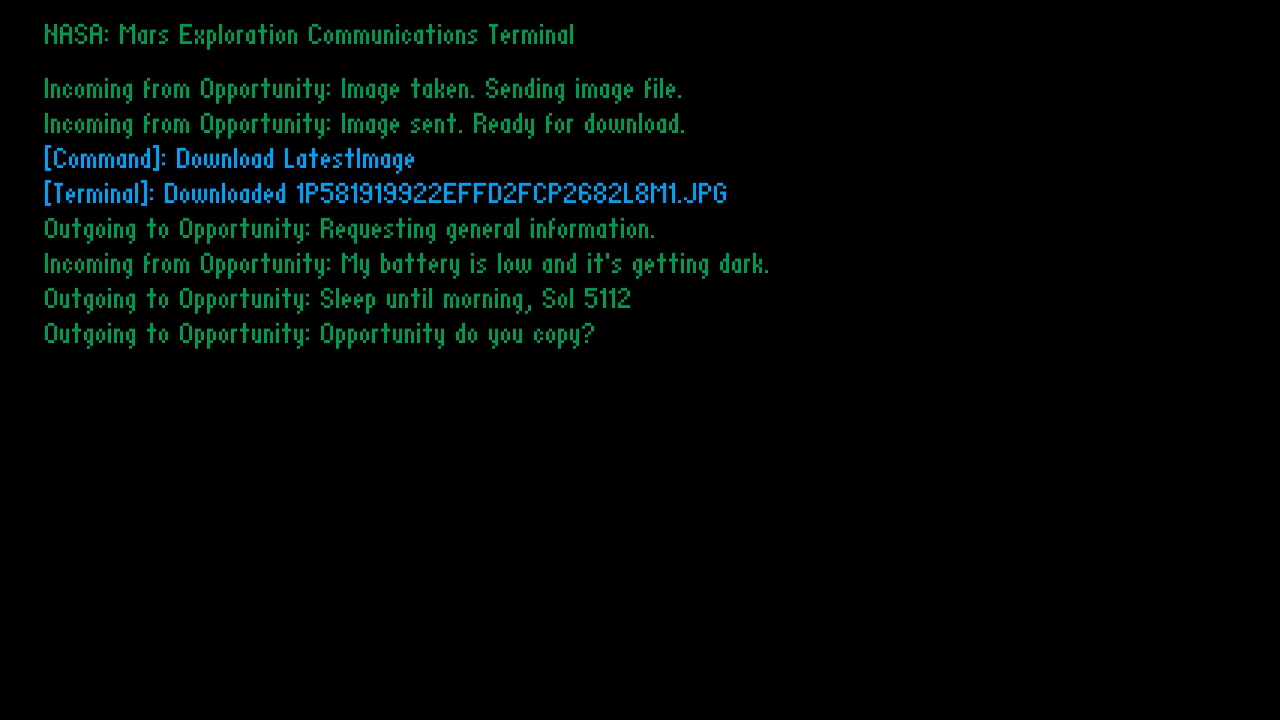 NASA: Mars Exploration Communications Terminal
Incoming from Opportunity: Image taken. Sending image file.
Incoming from Opportunity: Image sent. Ready for download.
[Command]: Download LatestImage
[Terminal]: Downloaded 1P581919922EFFD2FCP2682L8M1.JPG
Outgoing to Opportunity: Requesting general information.
Incoming from Opportunity: My battery is low and it's getting dark.
Outgoing to Opportunity: Sleep until morning, Sol 5112
Outgoing to Opportunity: Opportunity do you copy?